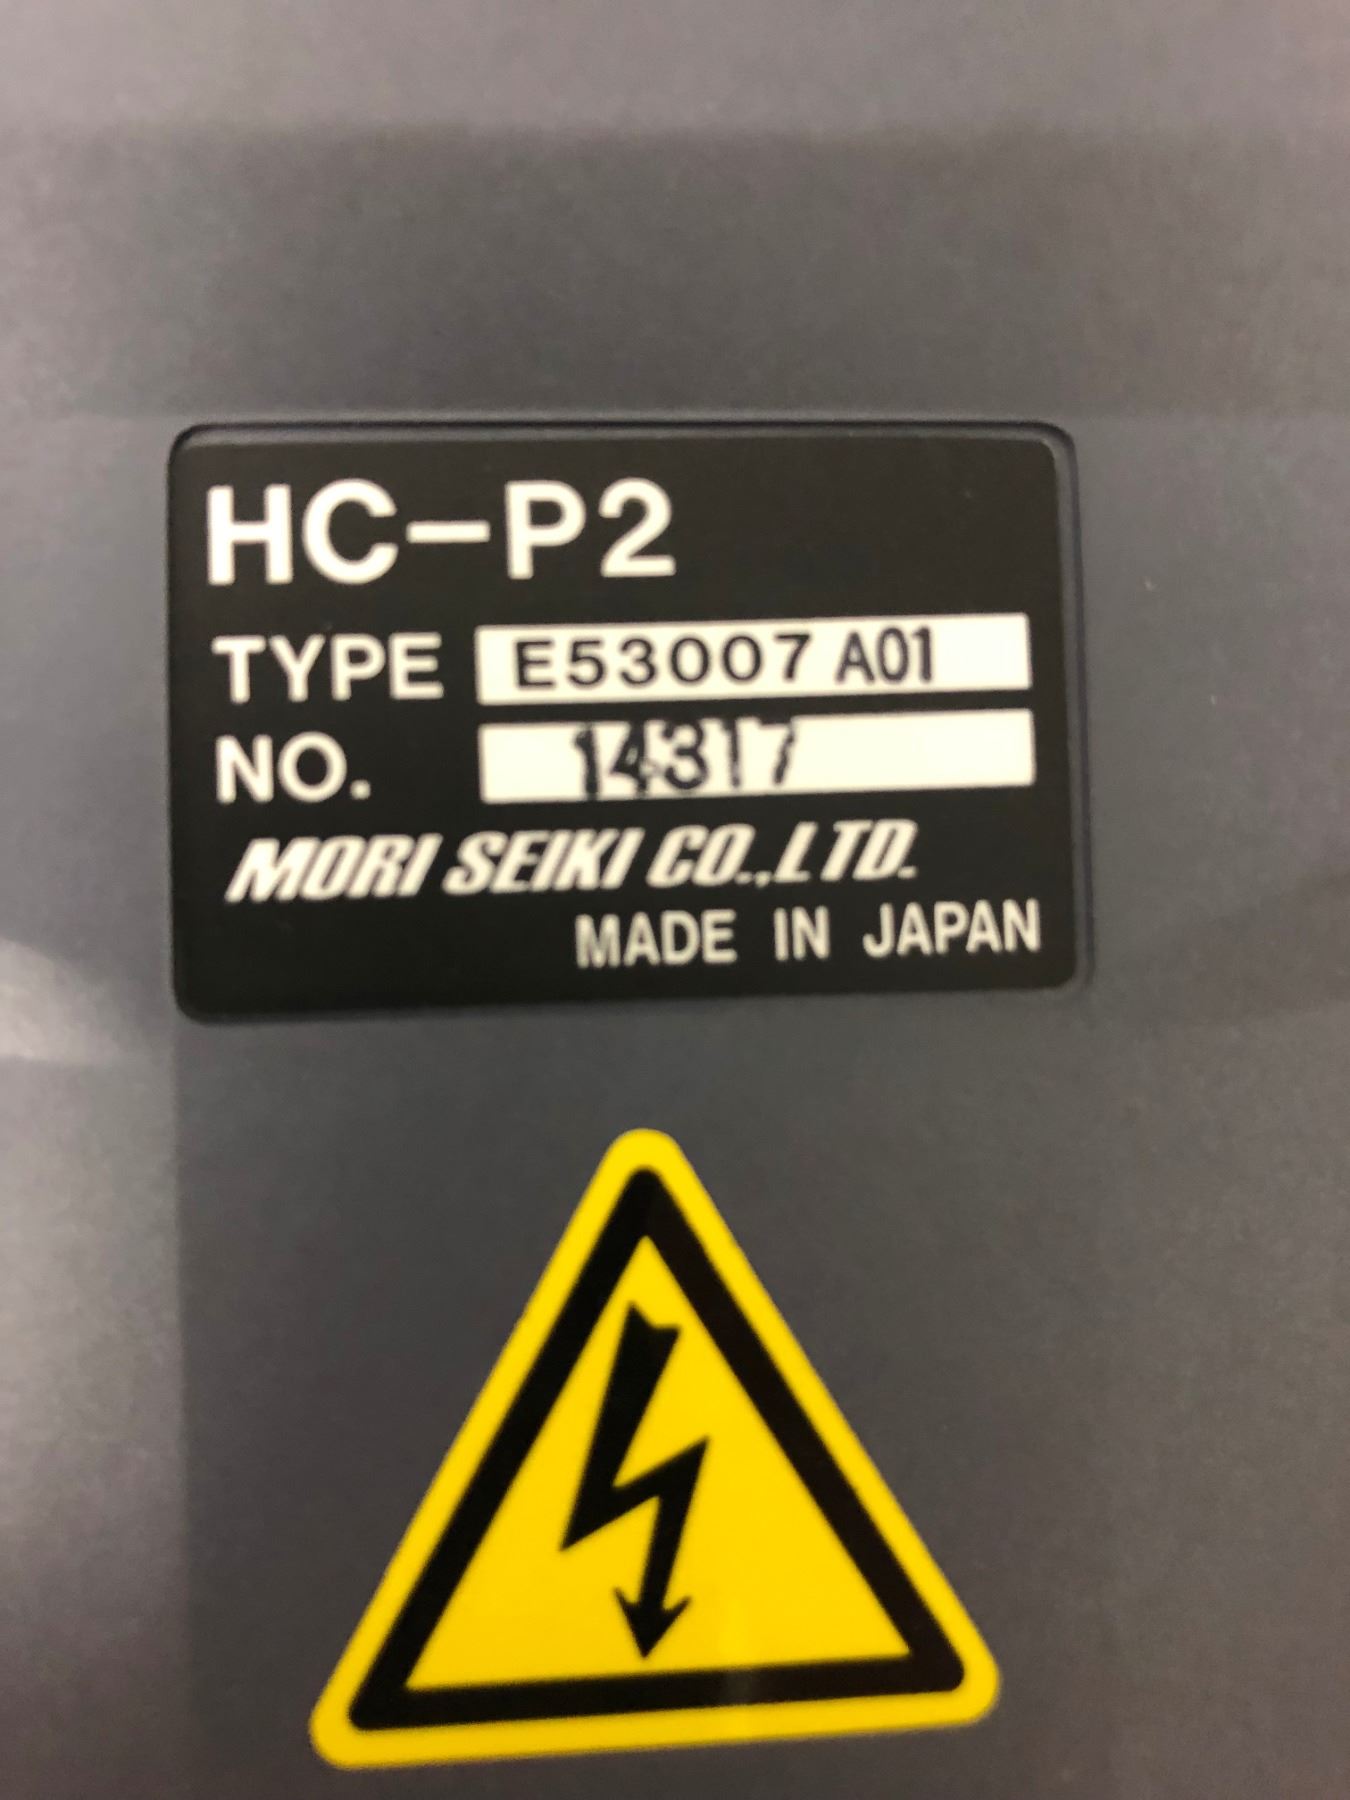 HC-P2
TYPE E53007 A01
NO. 14317
MORI SEIKI CO.,LTD.
MADE IN JAPAN